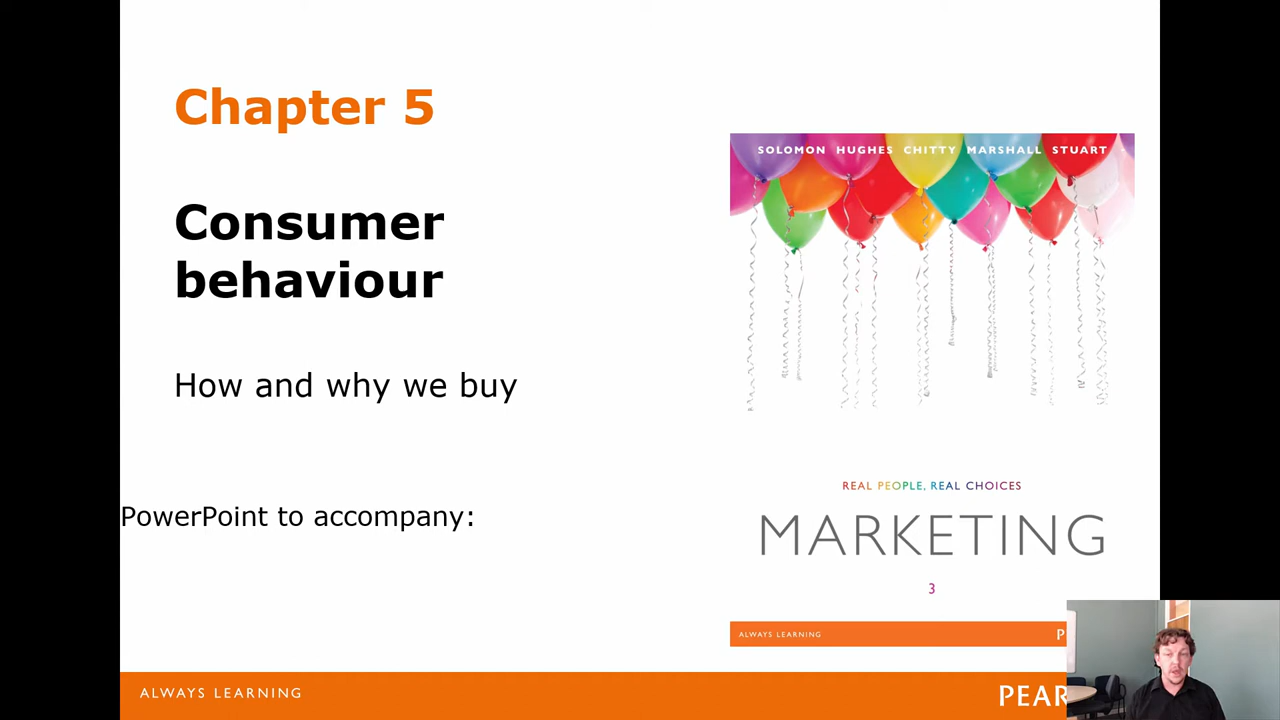 Chapter 5
Consumer
behaviour
How and why we buy
PowerPoint to accompany:
SOLOMON HUGHES CHITTY MARSHALL STUART
REAL PEOPLE, REAL CHOICES
MARKETING
3
ALWAYS LEARNING
P
ALWAYS LEARNING
PEAR